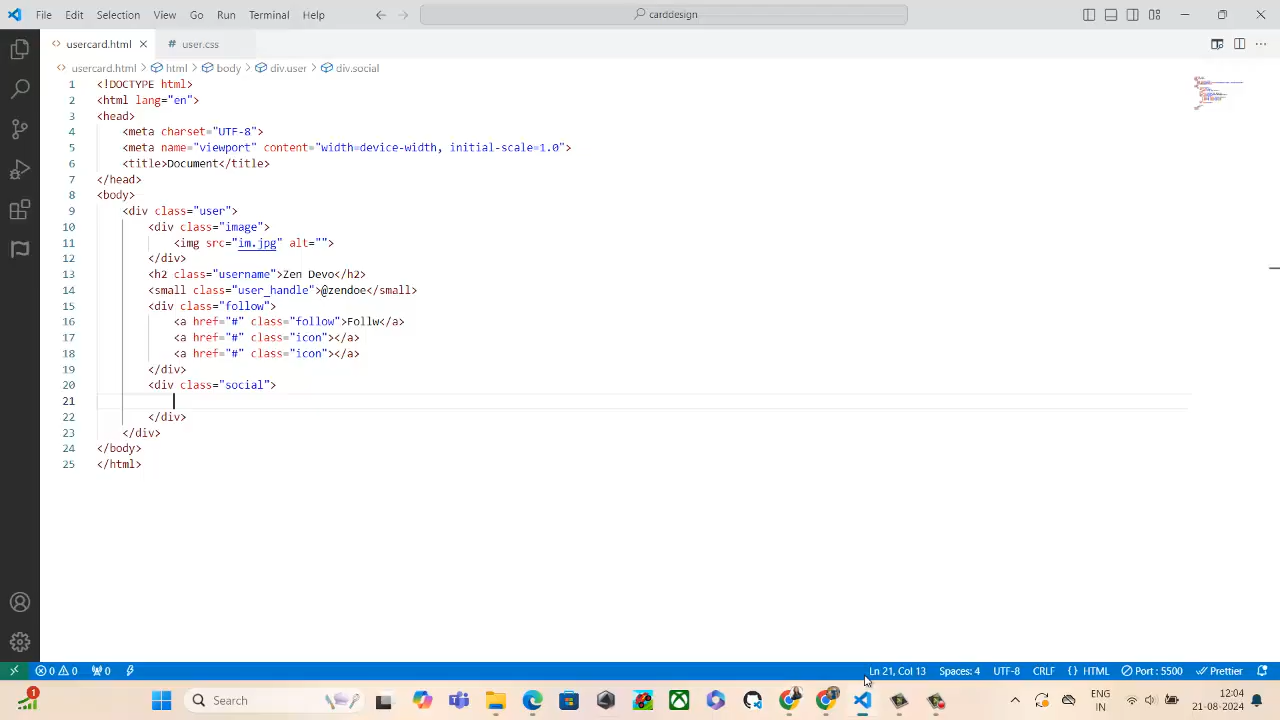 File Edit Selection View Go Run Terminal Help
carddesign
usercard.html
# user.css
usercard.html > html > body > div.user > div.social
1 <!DOCTYPE html>
2 <html lang="en">
3 <head>
4 <meta charset="UTF-8">
5 <meta name="viewport" content="width=device-width, initial-scale=1.0">
6 <title>Document</title>
7 </head>
8 <body>
9 <div class="user">
10 <div class="image">
11 <img src="im.jpg" alt="">
12 </div>
13 <h2 class="username">Zen Devo</h2>
14 <small class="user_handle">@zendoe</small>
15 <div class="follow">
16 <a href="#" class="follow">Follw</a>
17 <a href="#" class="icon"></a>
18 <a href="#" class="icon"></a>
19 </div>
20 <div class="social">
21
22 </div>
23 </div>
24 </body>
25 </html>
0 0 0
Ln 21, Col 13 Spaces: 4 UTF-8 CRLF {} HTML Port : 5500 Prettier
1
Search
ENG
IN
12:04
21-08-2024